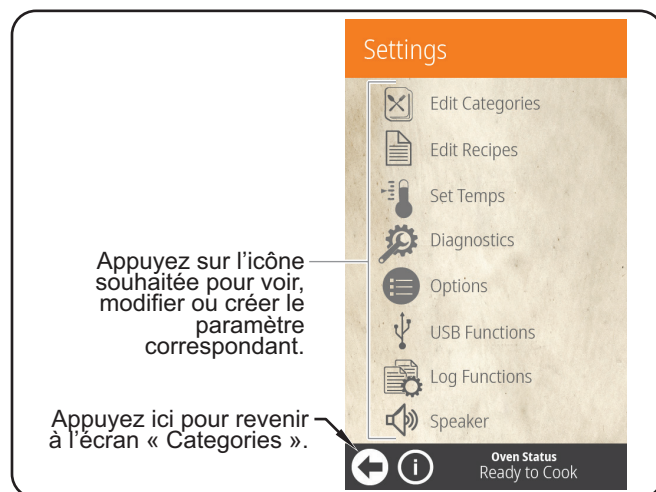 Settings
Edit Categories
Edit Recipes
Set Temps
Diagnostics
Options
USB Functions
Log Functions
Speaker
Oven Status
Ready to Cook
Appuyez sur l’icône
souhaitée pour voir,
modifier ou créer le
paramètre
correspondant.
Appuyez ici pour revenir
à l’écran « Categories ».